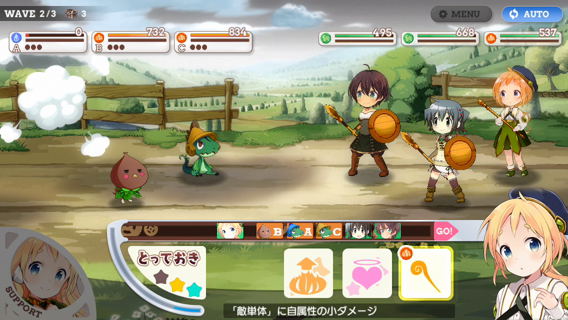 WAVE 2/3 3
MENU
AUTO
0
732
834
495
668
537
A
B
C
B A C GO!
SUPPORT
とっておき
「敵単体」に自属性の小ダメージ